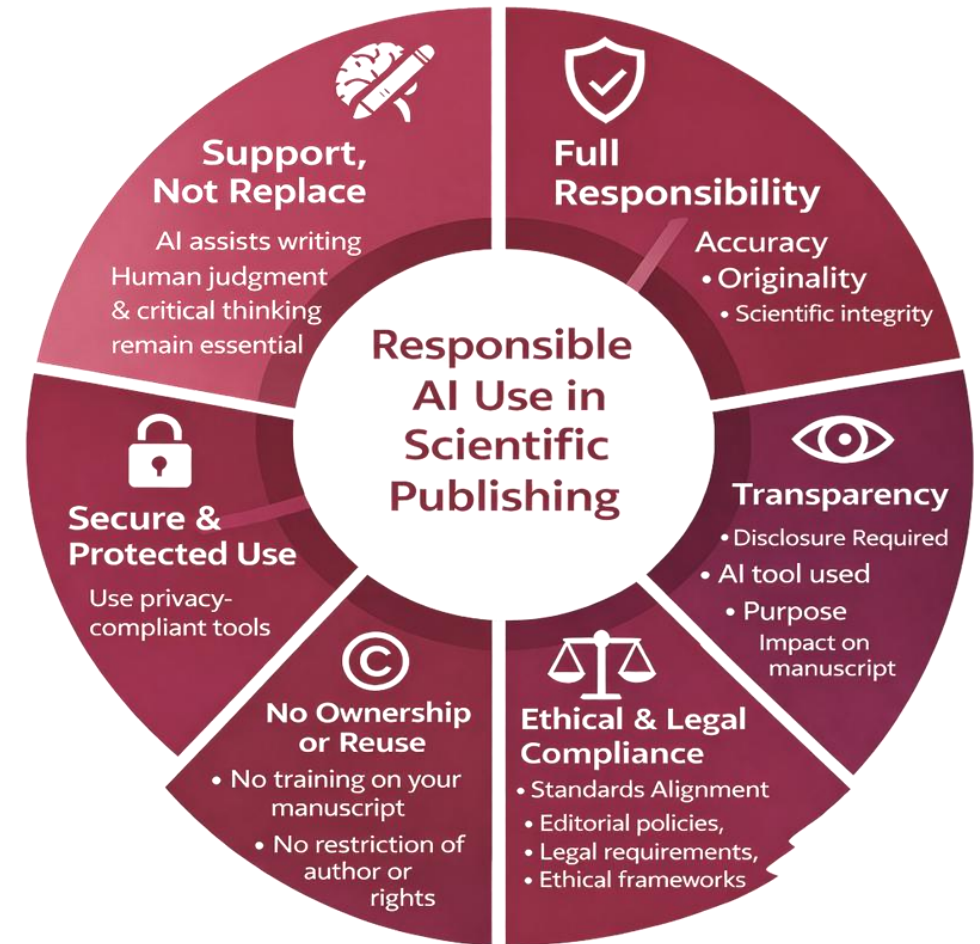 Support,
Not Replace
AI assists writing
Human judgment
& critical thinking
remain essential
Full
Responsibility
Accuracy
• Originality
• Scientific integrity
Responsible
AI Use in
Scientific
Publishing
Transparency
• Disclosure Required
• AI tool used
• Purpose
Impact on
manuscript
Secure &
Protected Use
Use privacy-
compliant tools
©
No Ownership
or Reuse
• No training on your
manuscript
• No restriction of
author or
rights
Ethical & Legal
Compliance
• Standards Alignment
• Editorial policies,
• Legal requirements,
• Ethical frameworks